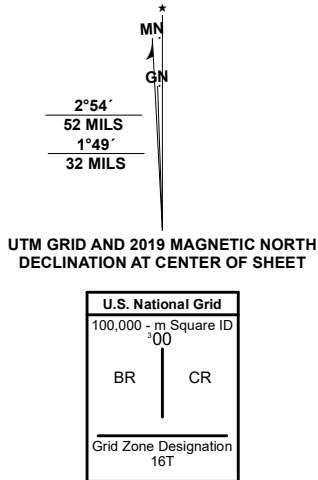 ★
MN
GN
2°54´
52 MILS
1°49´
32 MILS
UTM GRID AND 2019 MAGNETIC NORTH
DECLINATION AT CENTER OF SHEET
U.S. National Grid
100,000 - m Square ID
³00
BR CR
Grid Zone Designation
16T